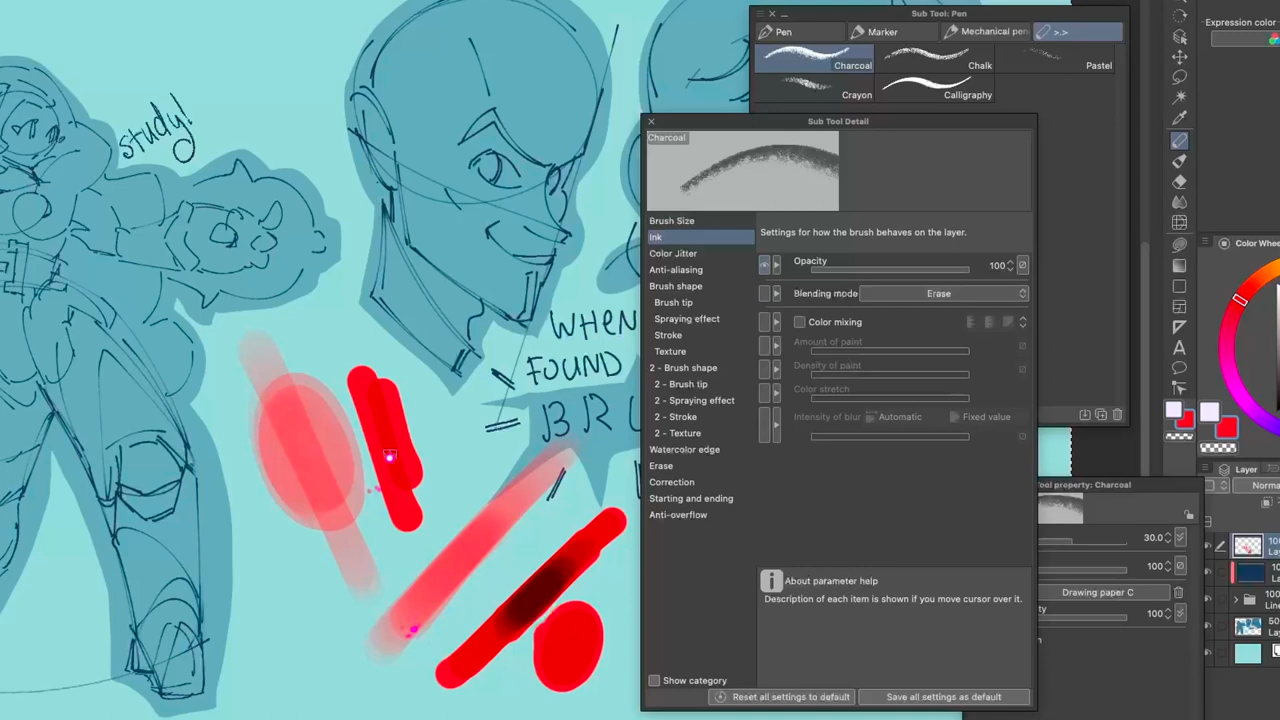 Sub Tool: Pen
Pen
Marker
Mechanical pen
>.>
Charcoal
Chalk
Pastel
Crayon
Calligraphy
Expression color
study!
WHEN
FOUND
Sub Tool Detail
Charcoal
Brush Size
Ink
Color Jitter
Anti-aliasing
Brush shape
Brush tip
Spraying effect
Stroke
Texture
2 - Brush shape
2 - Brush tip
2 - Spraying effect
2 - Stroke
2 - Texture
Watercolor edge
Erase
Correction
Starting and ending
Anti-overflow
Settings for how the brush behaves on the layer.
Opacity
100
Blending mode
Erase
Color mixing
Amount of paint
Density of paint
Color stretch
Intensity of blur
Automatic
Fixed value
About parameter help
Description of each item is shown if you move cursor over it.
Show category
Reset all settings to default
Save all settings as default
Color Whee
Layer
Norma
Tool property: Charcoal
30.0
100
Drawing paper C
100